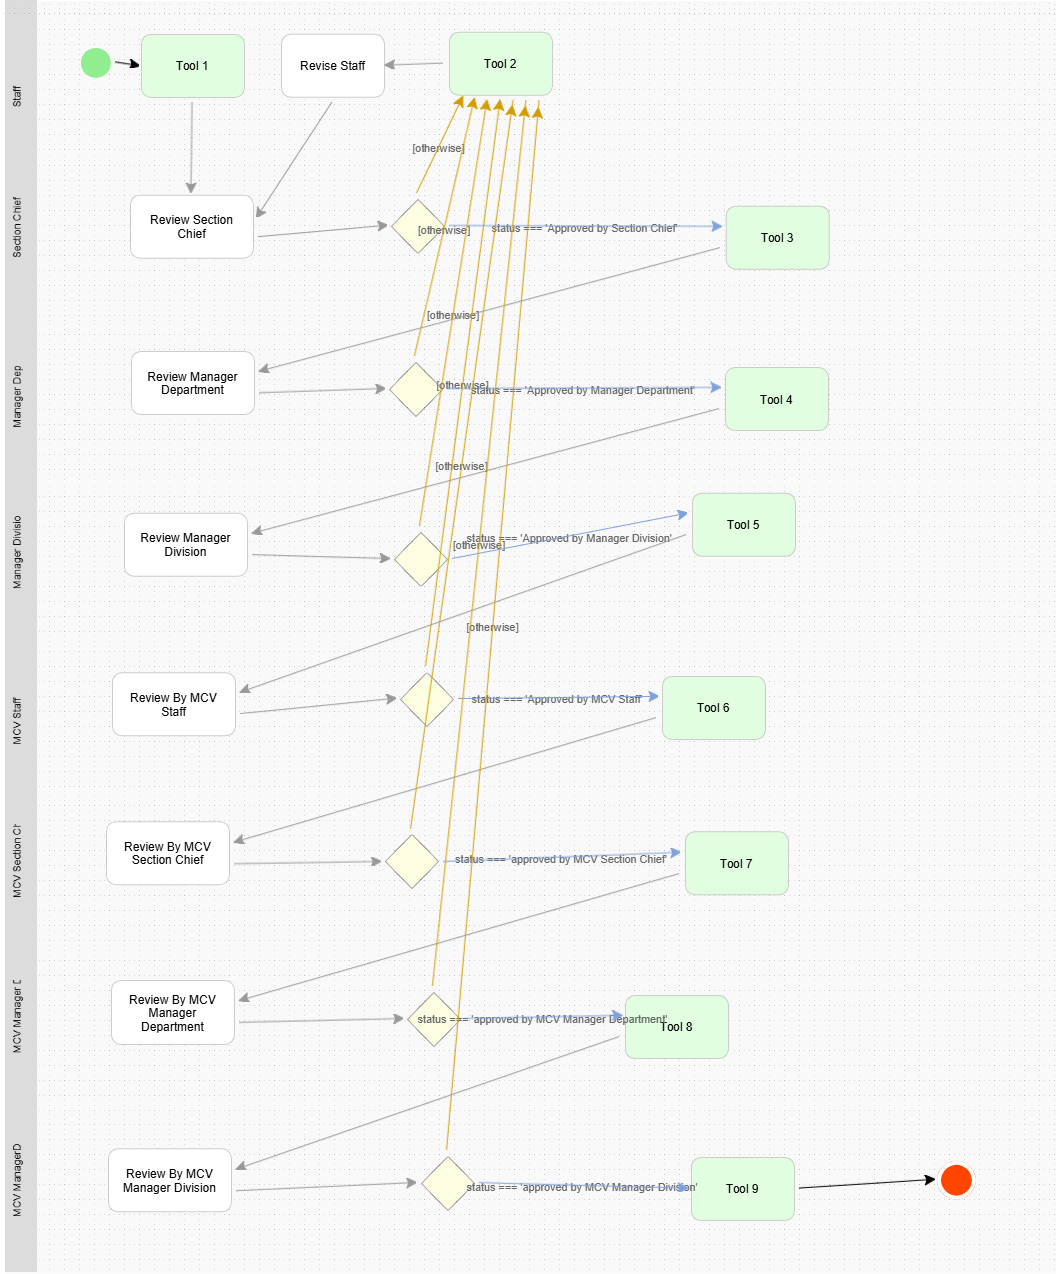 Staff
Tool 1
Revise Staff
Tool 2
[otherwise]
Section Chief
Review Section
Chief
[otherwise]
status === 'Approved by Section Chief'
Tool 3
[otherwise]
Manager Dep
Review Manager
Department
[otherwise]
status === 'Approved by Manager Department'
Tool 4
[otherwise]
Manager Divisio
Review Manager
Division
status === 'Approved by Manager Division'
[otherwise]
Tool 5
[otherwise]
MCV Staff
Review By MCV
Staff
status === 'Approved by MCV Staff'
Tool 6
MCV Section
Review By MCV
Section Chief
status === 'approved by MCV Section Chief'
Tool 7
MCV Manager
Review By MCV
Manager
Department
status === 'approved by MCV Manager Department'
Tool 8
MCV ManagerD
Review By MCV
Manager Division
status === 'approved by MCV Manager Division'
Tool 9